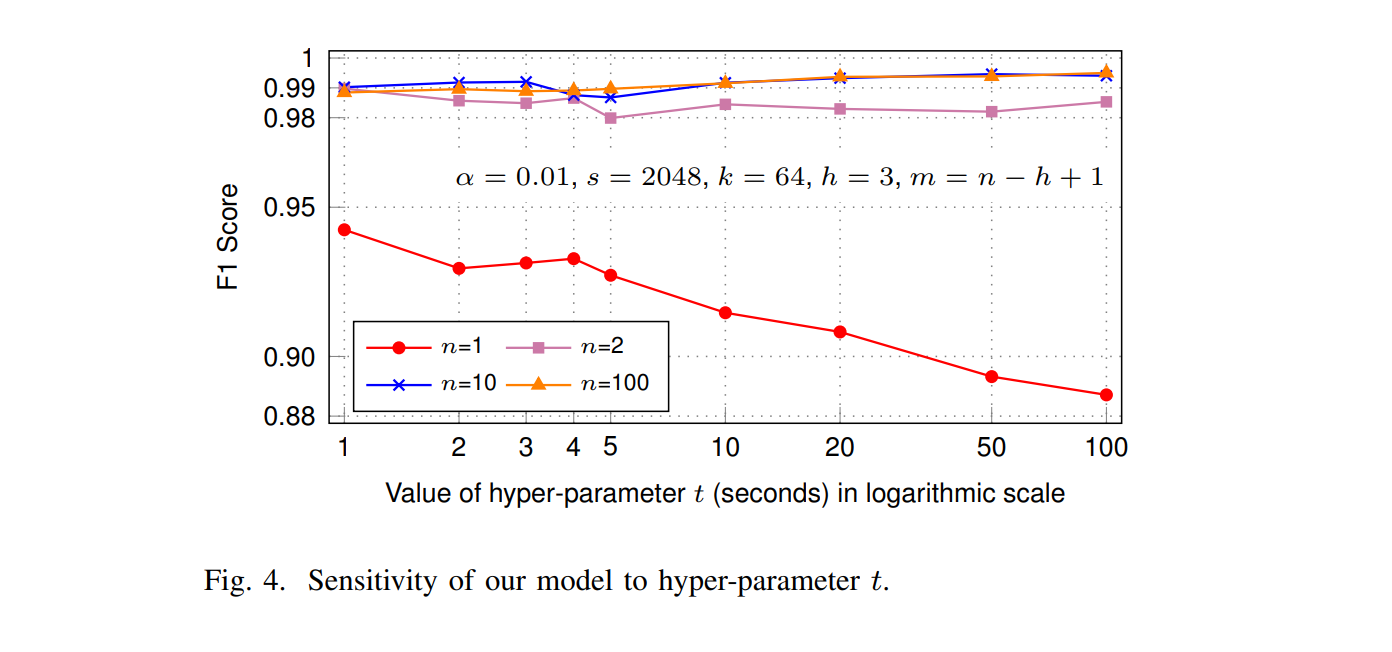 1
0.99
0.98
α = 0.01, s = 2048, k = 64, h = 3, m = n − h + 1
0.95
F1 Score
n=1 n=2
0.90
n=10 n=100
0.88
1 2 3 4 5 10 20 50 100
Value of hyper-parameter t (seconds) in logarithmic scale
Fig. 4. Sensitivity of our model to hyper-parameter t.